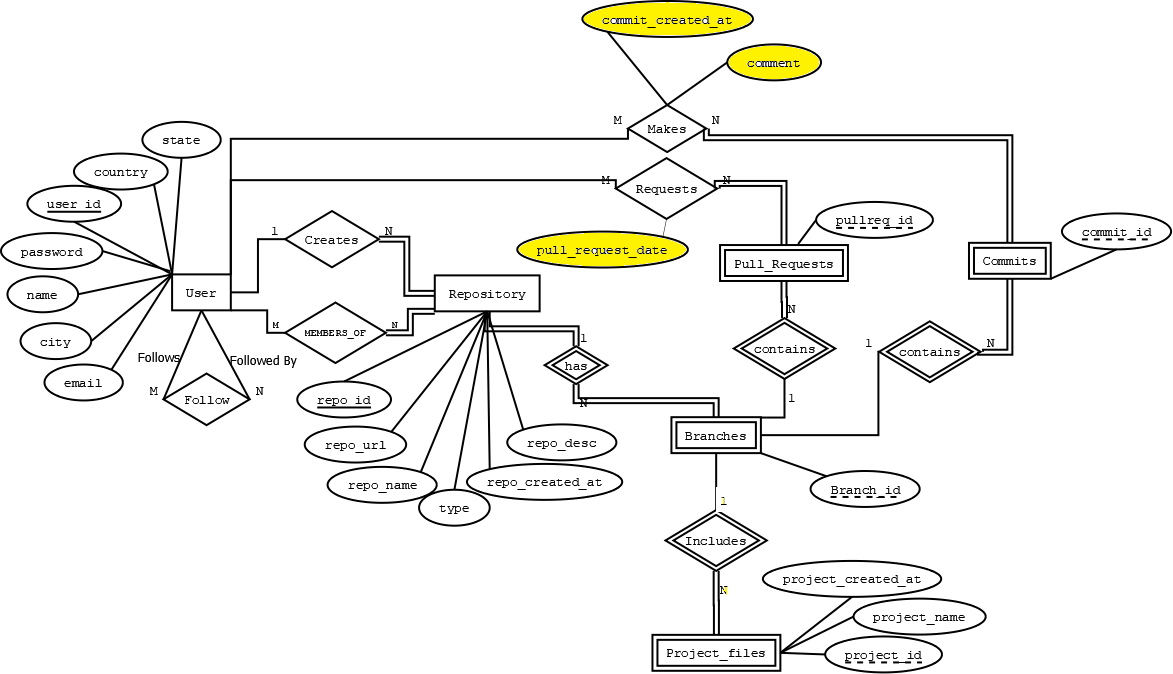 commit_created_at
comment
M
Makes
N
state
country
M
Requests
N
user_id
pullreq_id
commit_id
1
Creates
N
password
pull_request_date
Pull_Requests
Commits
name
User
Repository
N
M
MEMBERS_OF
N
city
1
contains
1
contains
N
Follows
Followed By
has
email
M
Follow
N
repo_id
N
1
repo_url
repo_desc
Branches
repo_name
repo_created_at
Branch_id
type
1
Includes
project_created_at
N
project_name
Project_files
project_id